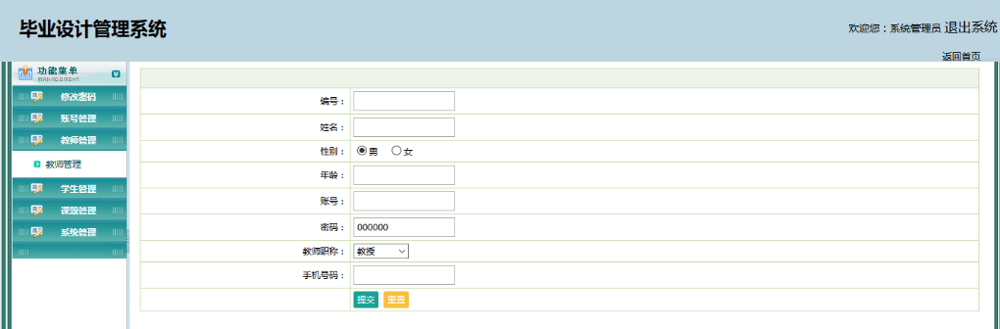 毕业设计管理系统
欢迎您：系统管理员 退出系统
返回首页
功能菜单
MANAGEMENT
修改密码
账号管理
教师管理
教师管理
学生管理
课题管理
系统管理
编号：
姓名：
性别： 男 女
年龄：
账号：
密码： 000000
教师职称： 教授
手机号码：
提交 重置